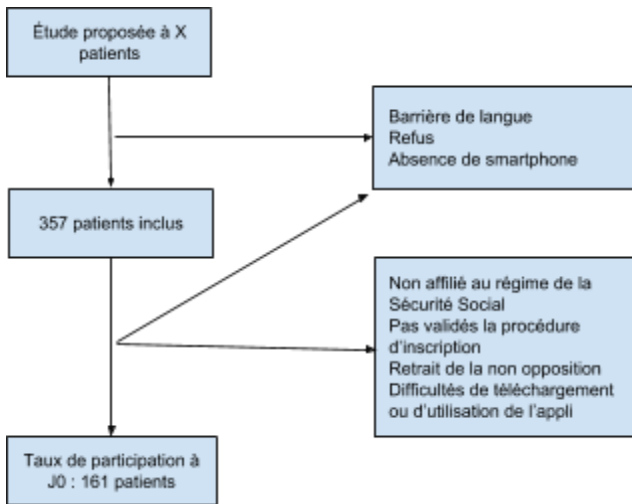 Étude proposée à X
patients
Barrière de langue
Refus
Absence de smartphone
357 patients inclus
Non affilié au régime de la
Sécurité Social
Pas validés la procédure
d'inscription
Retrait de la non opposition
Difficultés de téléchargement
ou d'utilisation de l'appli
Taux de participation à
J0 : 161 patients